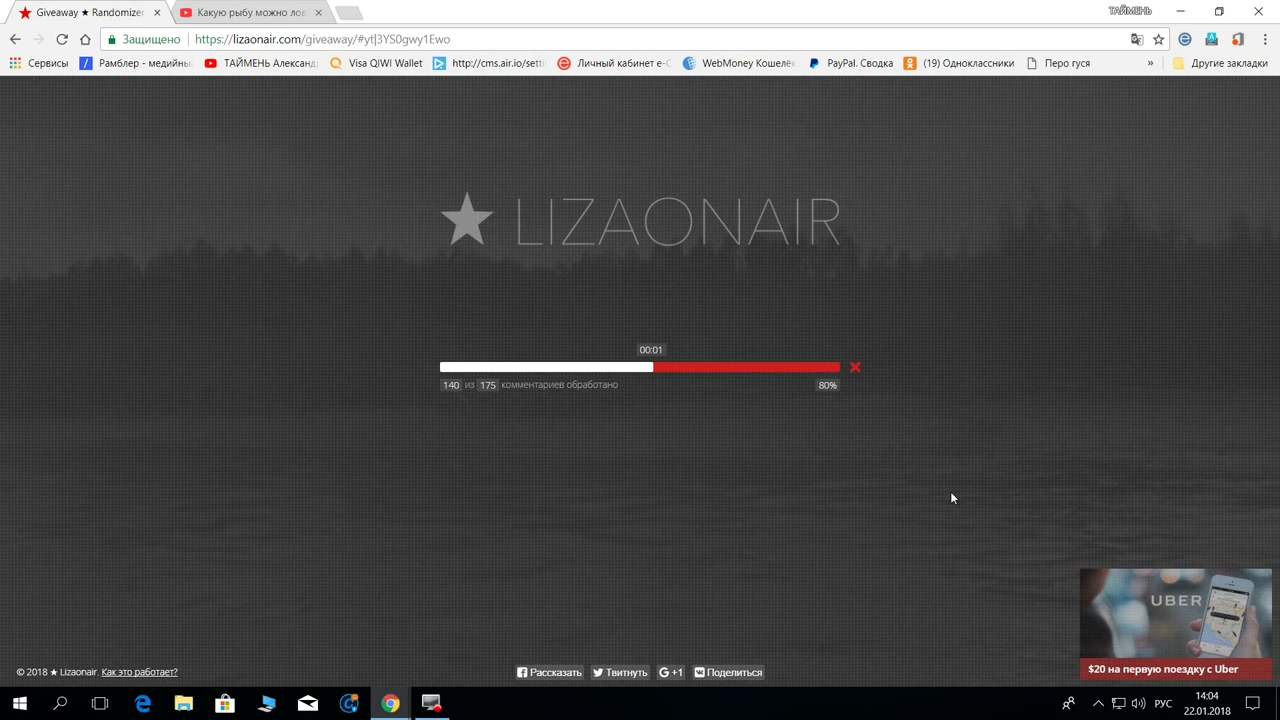 Giveaway ★ Randomizer
Какую рыбу можно лов
ТАЙМЕНЬ
Защищено
https://lizaonair.com/giveaway/#yt|3YS0gwy1Ewo
Сервисы
Рамблер - медийны
ТАЙМЕНЬ Александ
Visa QIWI Wallet
http://cms.air.io/setti
Личный кабинет e-C
WebMoney Кошелёк
PayPal. Сводка
(19) Одноклассники
Перо гуся
»
Другие закладки
★ LIZAONAIR
00:01
140 из 175 комментариев обработано
80%
UBER
$20 на первую поездку с Uber
© 2018 ★ Lizaonair. Как это работает?
Рассказать
Твитнуть
G+1
Поделиться
РУС
14:04
22.01.2018